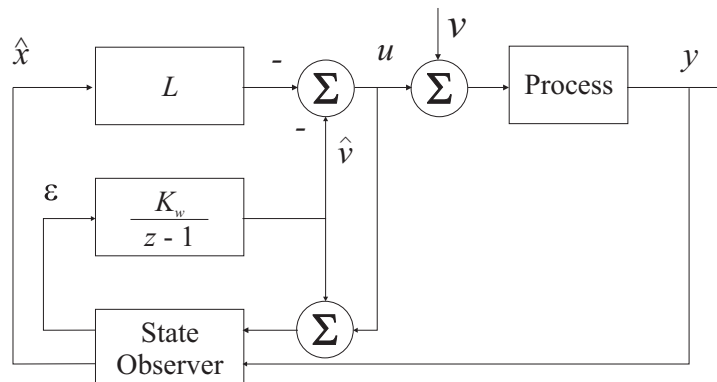 x̂
L
-
Σ
-
u
v
Σ
Process
y
v̂
ε
K_w
z - 1
Σ
State
Observer